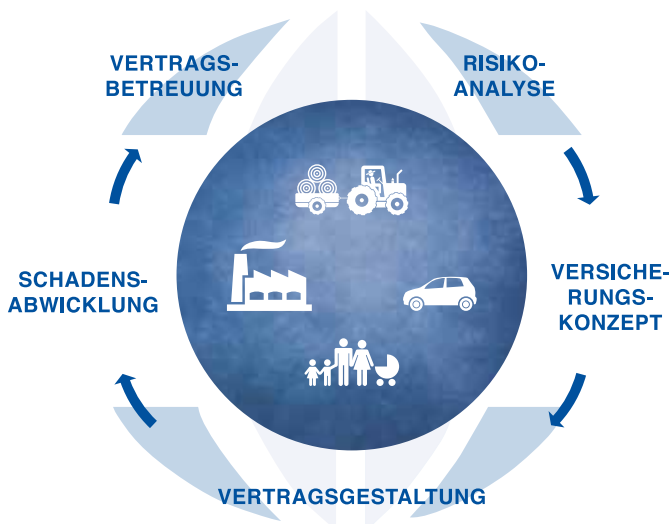 VERTRAGS-
BETREUUNG
RISIKO-
ANALYSE
SCHADENS-
ABWICKLUNG
VERSICHE-
RUNGS-
KONZEPT
VERTRAGSGESTALTUNG